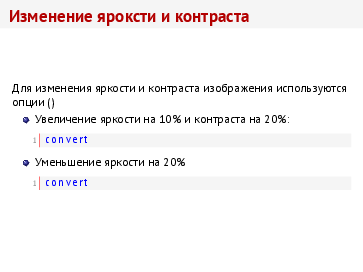 Изменение яроксти и контраста
Для изменения яркости и контраста изображения используются
опции ()
Увеличение яркости на 10% и контраста на 20%:
1 convert
Уменьшение яркости на 20%
1 convert